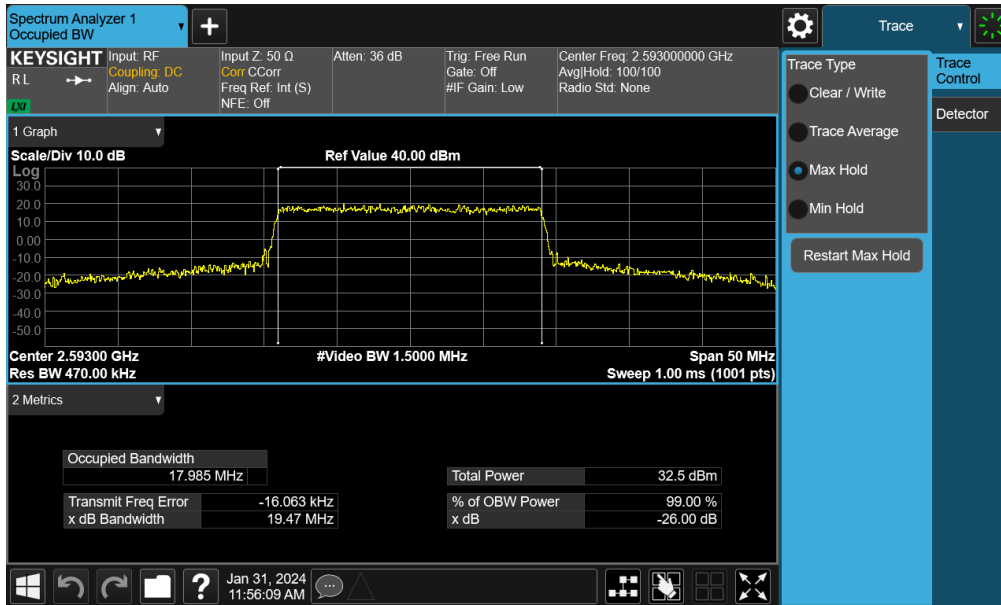 Spectrum Analyzer 1
Occupied BW
Trace
KEYSIGHT
R L
LXI
Input: RF
Coupling: DC
Align: Auto
Input Z: 50 Ω
Corr CCorr
Freq Ref: Int (S)
NFE: Off
Atten: 36 dB
Trig: Free Run
Gate: Off
#IF Gain: Low
Center Freq: 2.593000000 GHz
Avg|Hold: 100/100
Radio Std: None
Trace Type
Clear / Write
Trace Average
Max Hold
Min Hold
Restart Max Hold
Trace
Control
Detector
1 Graph
Scale/Div 10.0 dB
Ref Value 40.00 dBm
Log
30.0
20.0
10.0
0.00
-10.0
-20.0
-30.0
-40.0
-50.0
Center 2.59300 GHz
#Video BW 1.5000 MHz
Span 50 MHz
Res BW 470.00 kHz
Sweep 1.00 ms (1001 pts)
2 Metrics
Occupied Bandwidth
17.985 MHz
Total Power 32.5 dBm
Transmit Freq Error -16.063 kHz
% of OBW Power 99.00 %
x dB Bandwidth 19.47 MHz
x dB -26.00 dB
?
Jan 31, 2024
11:56:09 AM